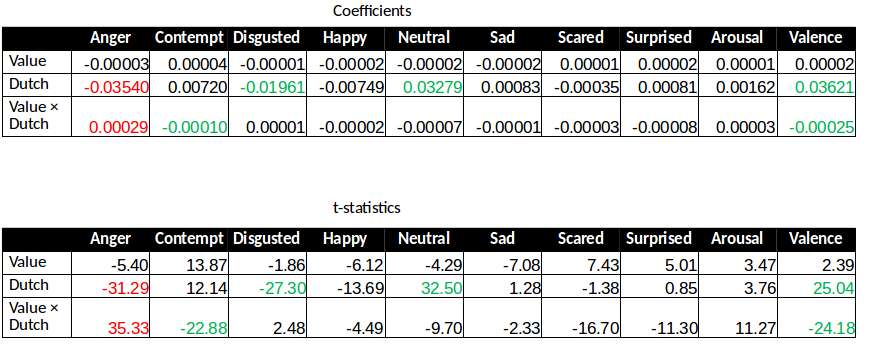 Coefficients
Anger Contempt Disgusted Happy Neutral Sad Scared Surprised Arousal Valence
Value -0.00003 0.00004 -0.00001 -0.00002 -0.00002 -0.00002 0.00001 0.00002 0.00001 0.00002
Dutch -0.03540 0.00720 -0.01961 -0.00749 0.03279 0.00083 -0.00035 0.00081 0.00162 0.03621
Value ×
Dutch 0.00029 -0.00010 0.00001 -0.00002 -0.00007 -0.00001 -0.00003 -0.00008 0.00003 -0.00025
t-statistics
Anger Contempt Disgusted Happy Neutral Sad Scared Surprised Arousal Valence
Value -5.40 13.87 -1.86 -6.12 -4.29 -7.08 7.43 5.01 3.47 2.39
Dutch -31.29 12.14 -27.30 -13.69 32.50 1.28 -1.38 0.85 3.76 25.04
Value ×
Dutch 35.33 -22.88 2.48 -4.49 -9.70 -2.33 -16.70 -11.30 11.27 -24.18